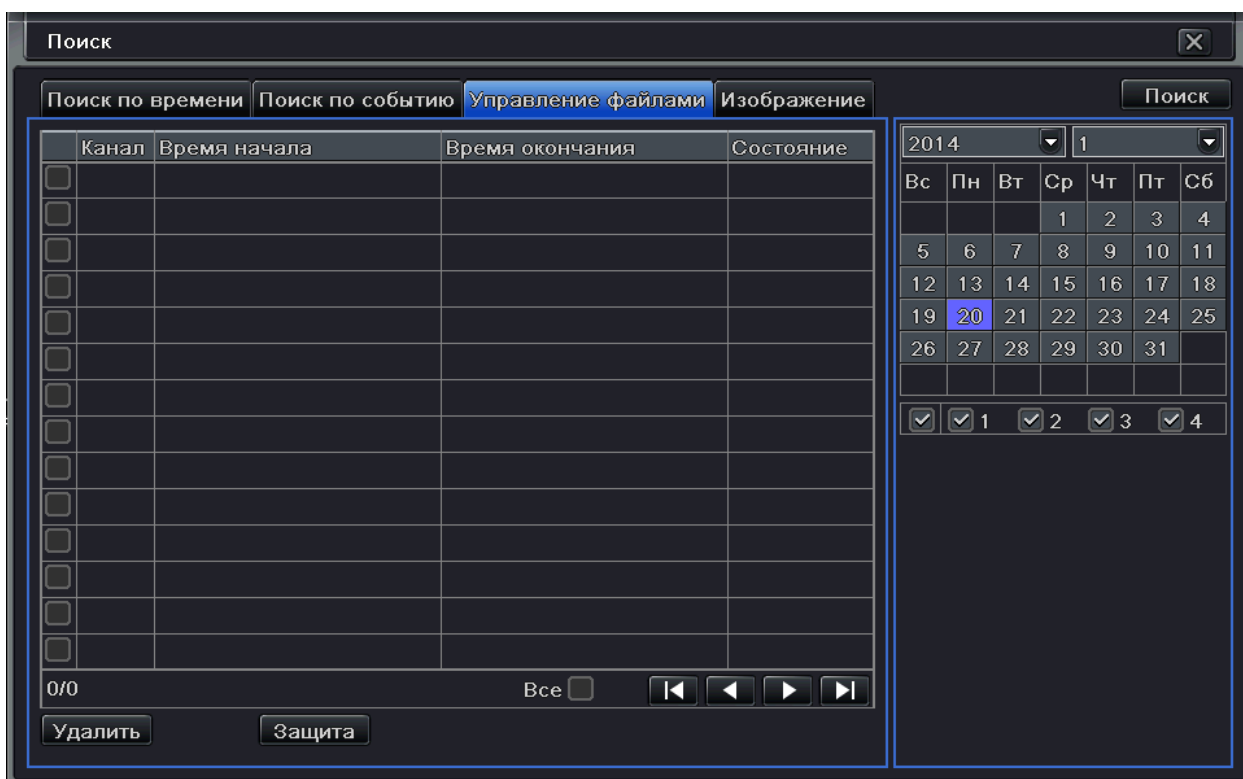 Поиск
Поиск по времени Поиск по событию Управление файлами Изображение Поиск
Канал Время начала Время окончания Состояние
2014 1
Вс Пн Вт Ср Чт Пт Сб
1 2 3 4
5 6 7 8 9 10 11
12 13 14 15 16 17 18
19 20 21 22 23 24 25
26 27 28 29 30 31
1 2 3 4
0/0 Все
Удалить Защита